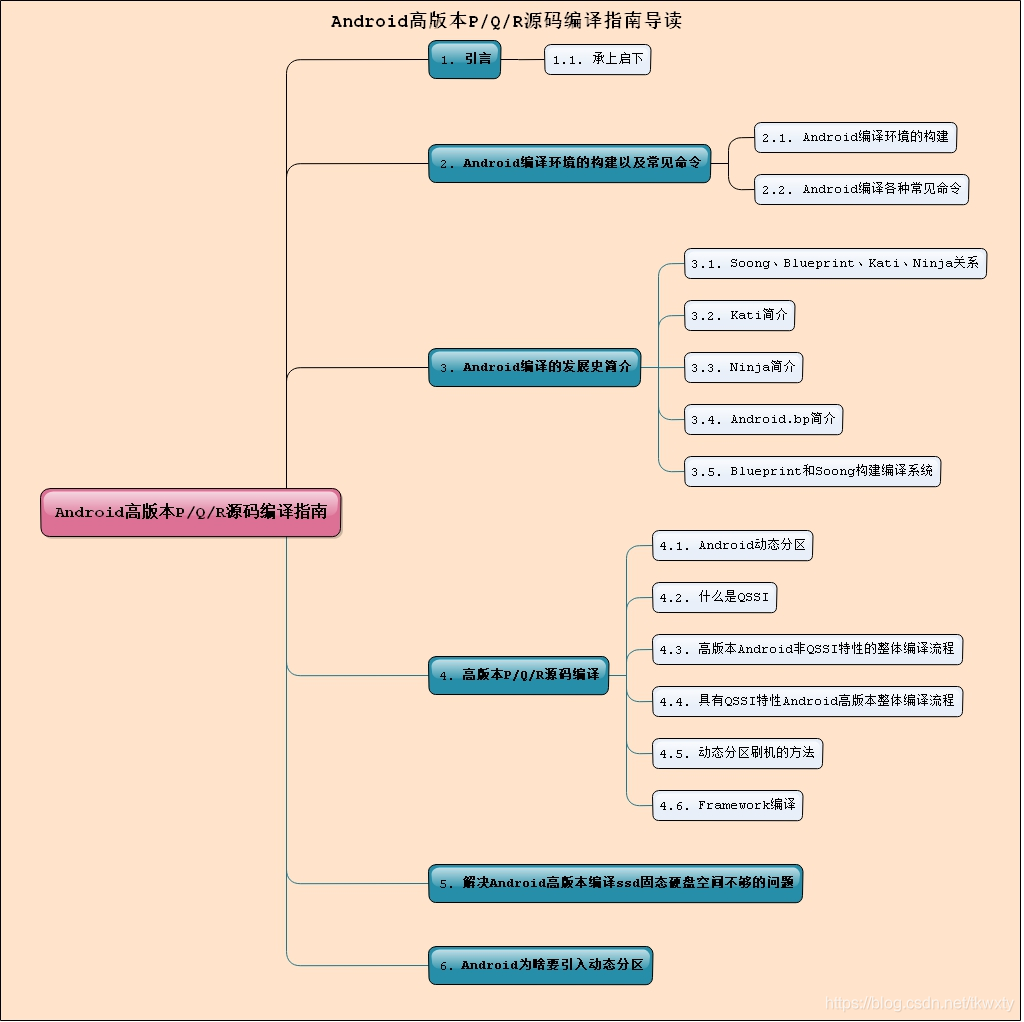 Android高版本P/Q/R源码编译指南导读
1. 引言
1.1. 承上启下
2. Android编译环境的构建以及常见命令
2.1. Android编译环境的构建
2.2. Android编译各种常见命令
3. Android编译的发展史简介
3.1. Soong、Blueprint、Kati、Ninja关系
3.2. Kati简介
3.3. Ninja简介
3.4. Android.bp简介
3.5. Blueprint和Soong构建编译系统
Android高版本P/Q/R源码编译指南
4. 高版本P/Q/R源码编译
4.1. Android动态分区
4.2. 什么是QSSI
4.3. 高版本Android非QSSI特性的整体编译流程
4.4. 具有QSSI特性Android高版本整体编译流程
4.5. 动态分区刷机的方法
4.6. Framework编译
5. 解决Android高版本编译ssd固态硬盘空间不够的问题
6. Android为啥要引入动态分区
https://blog.csdn.net/tkwxty